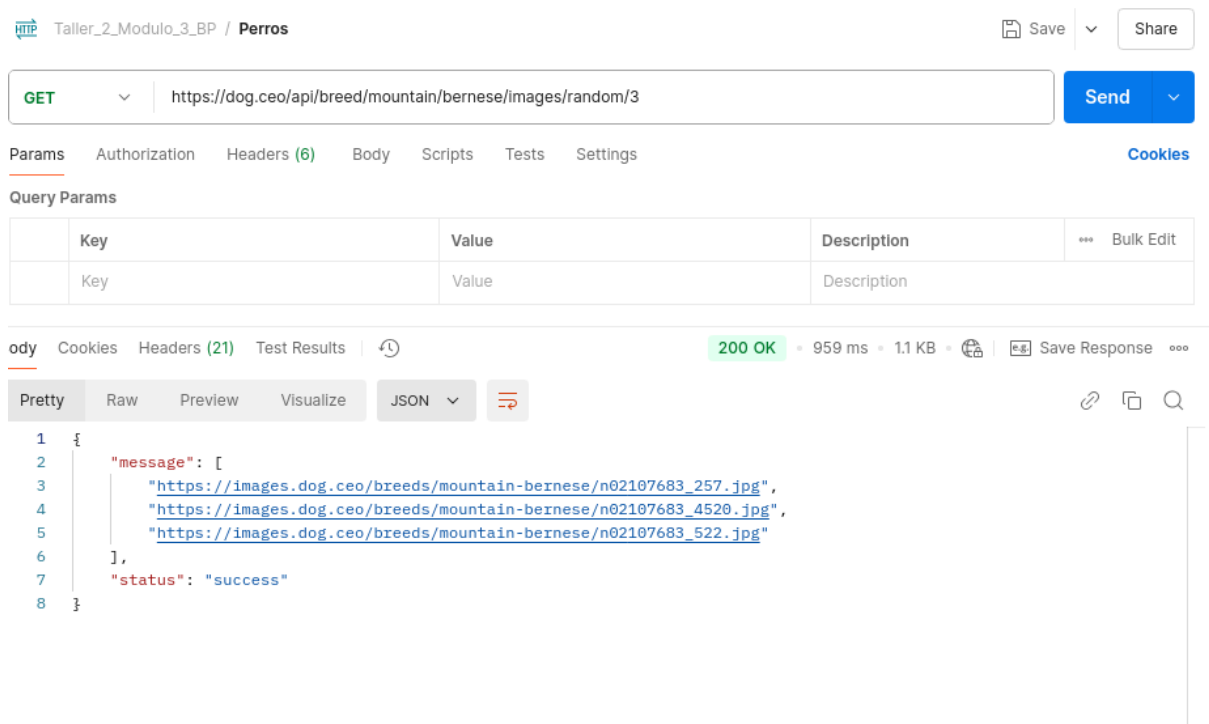 HTTP Taller_2_Modulo_3_BP / Perros Save Share
GET https://dog.ceo/api/breed/mountain/bernese/images/random/3 Send
Params Authorization Headers (6) Body Scripts Tests Settings Cookies
Query Params
Key Value Description ••• Bulk Edit
Key Value Description
ody Cookies Headers (21) Test Results 200 OK • 959 ms • 1.1 KB • e.g. Save Response •••
Pretty Raw Preview Visualize JSON
1 {
2 "message": [
3 "https://images.dog.ceo/breeds/mountain-bernese/n02107683_257.jpg",
4 "https://images.dog.ceo/breeds/mountain-bernese/n02107683_4520.jpg",
5 "https://images.dog.ceo/breeds/mountain-bernese/n02107683_522.jpg"
6 ],
7 "status": "success"
8 }